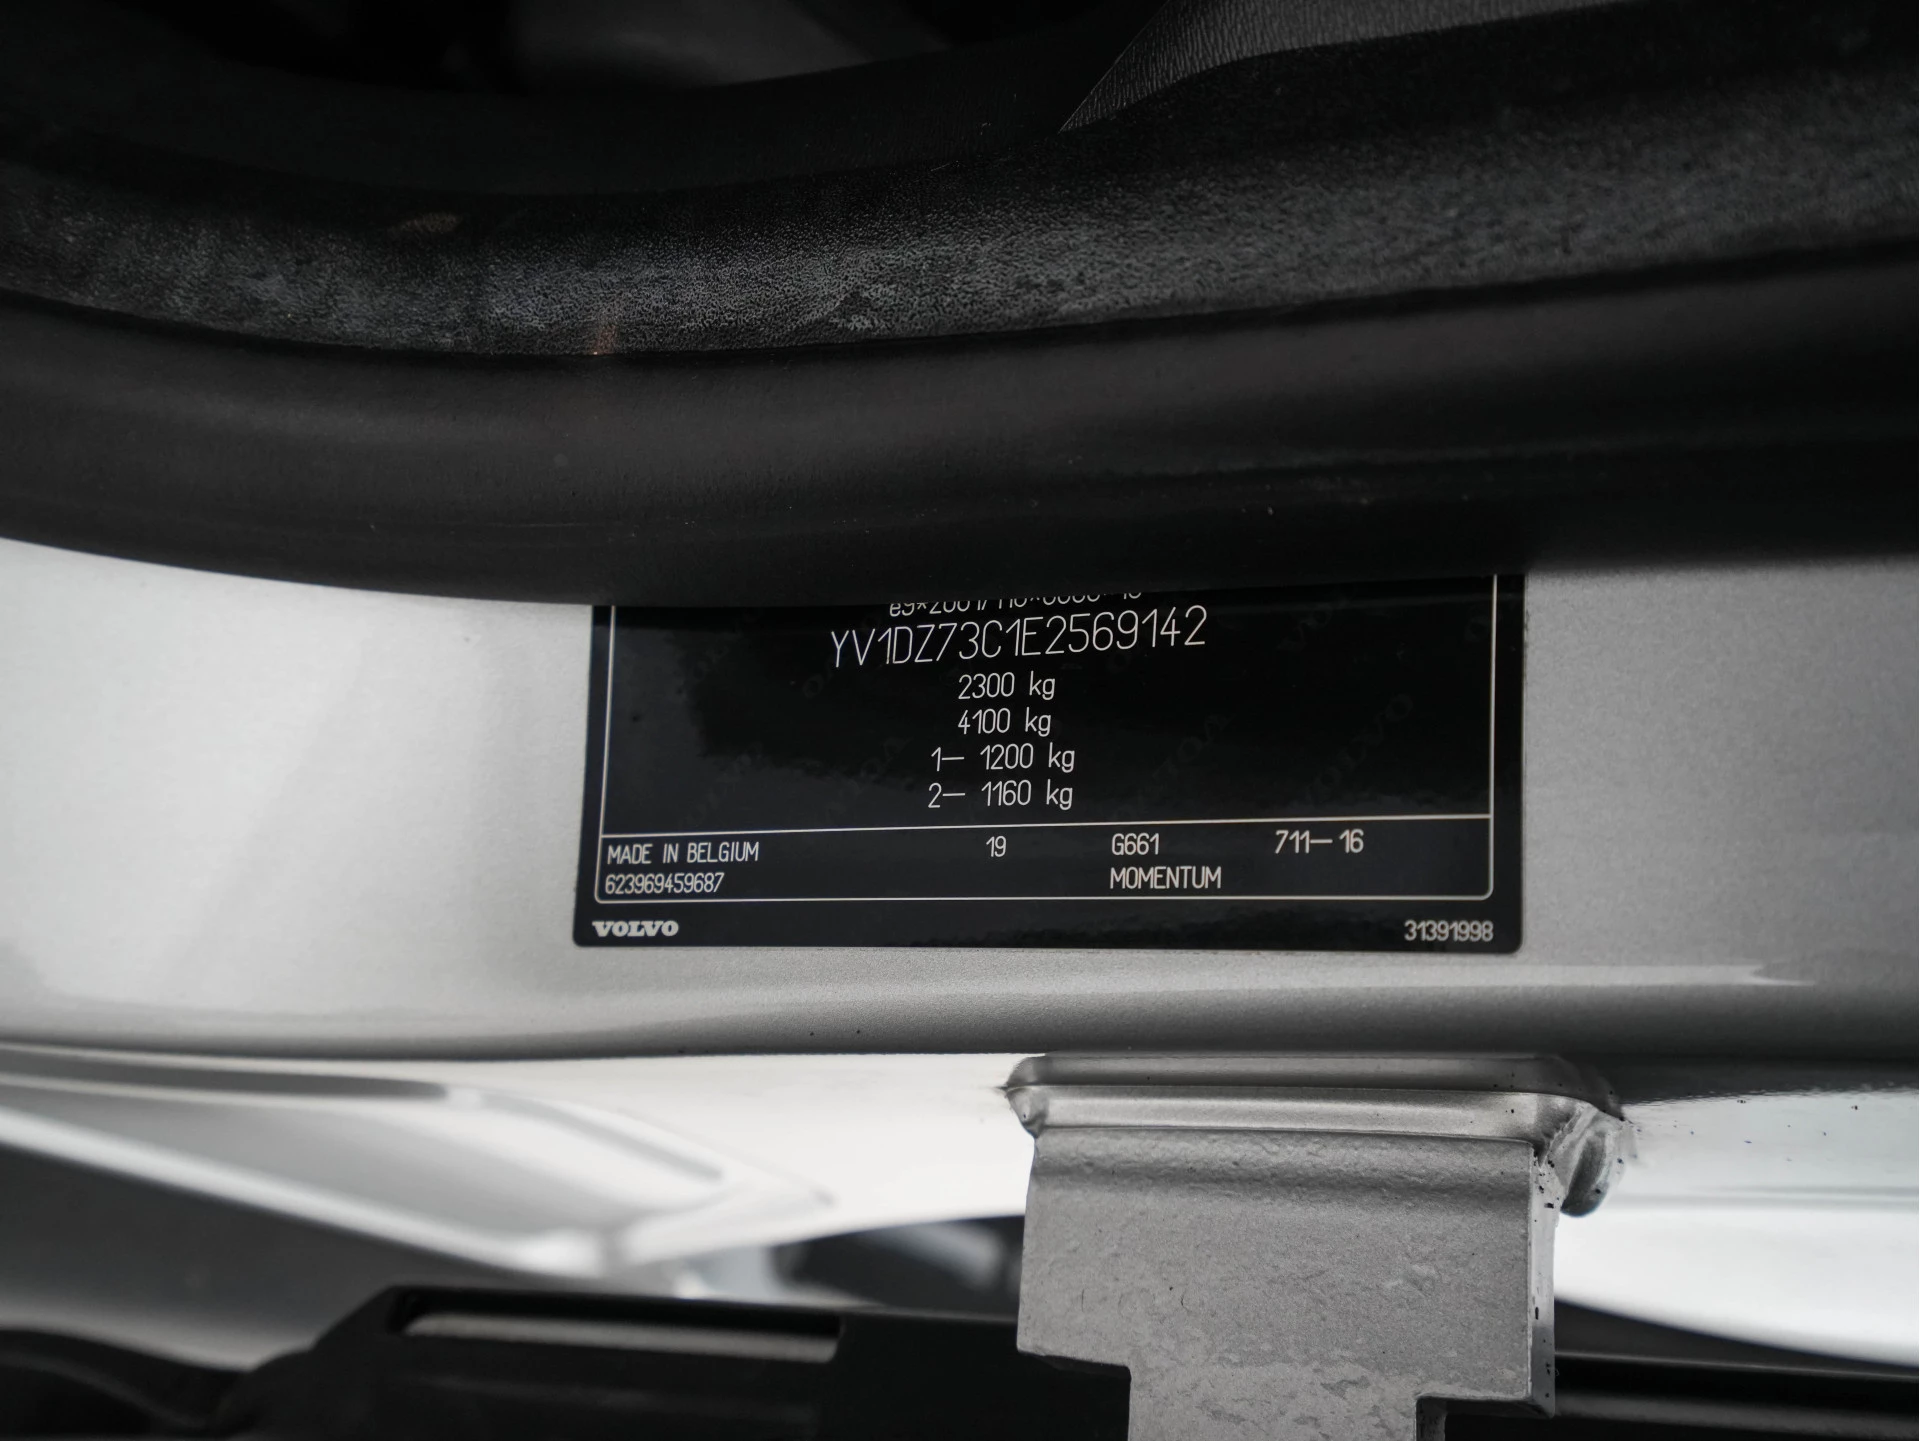 YV1DZ73C1E2569142
2300 kg
4100 kg
1— 1200 kg
2— 1160 kg
MADE IN BELGIUM 19 G661 711—16
623969459687 MOMENTUM
VOLVO 31391998